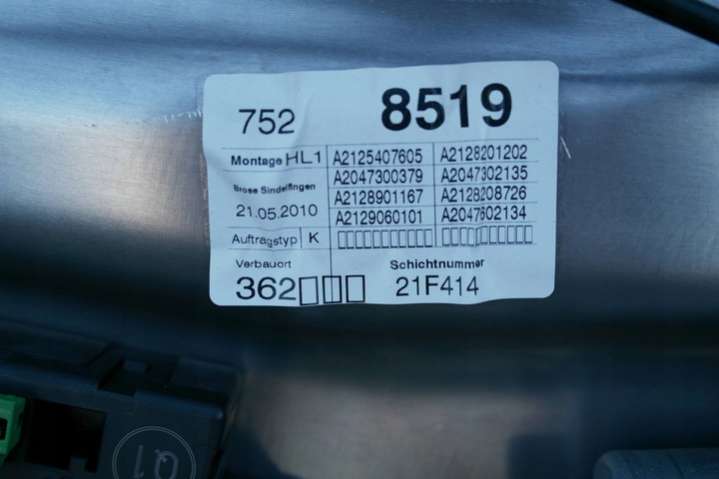 752 8519
Montage HL1 A2125407605 A2128201202
A2047300379 A2047302135
Brose Sindelfingen A2128901167 A2128208726
21.05.2010 A2129060101 A2047602134
Auftragstyp K
Verbauort Schichtnummer
362 21F414
Q1